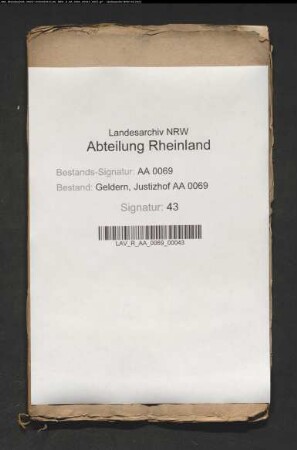 Landesarchiv NRW
Abteilung Rheinland
Bestands-Signatur: AA 0069
Bestand: Geldern, Justizhof AA 0069
Signatur: 43
LAV_R_AA_0069_00043